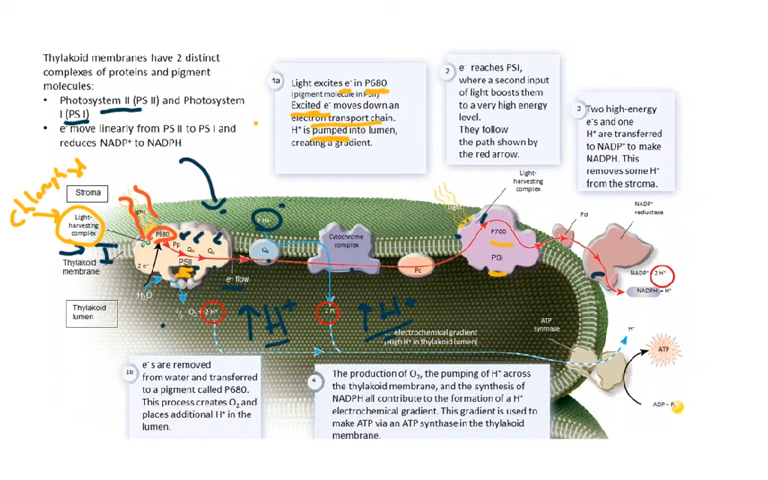 Thylakoid membranes have 2 distinct
complexes of proteins and pigment
molecules:
• Photosystem II (PS II) and Photosystem
I (PS I)
• e⁻ move linearly from PS II to PS I and
reduces NADP⁺ to NADPH
1a
Light excites e⁻ in P680
(pigment molecule in PSII)
Excited e⁻ moves down an
electron transport chain.
H⁺ is pumped into lumen,
creating a gradient.
2
e⁻ reaches PSI,
where a second input
of light boosts them
to a very high energy
level.
They follow
the path shown by
the red arrow.
3
Two high-energy
e⁻s and one
H⁺ are transferred
to NADP⁺ to make
NADPH. This
removes some H⁺
from the stroma.
Chlorophyl
Stroma
Light-
harvesting
complex
Thylakoid
membrane
Thylakoid
lumen
light
P680
Pp
PSII
2 e⁻
H₂O
O₂ + 2 H⁺
e⁻ flow
↑H⁺
Cytochrome
complex
2 H⁺
↑H⁺
electrochemical gradient
(high H⁺ in thylakoid lumen)
Pc
Light-
harvesting
complex
P700
PSI
Fd
NADP⁺
reductase
NADP⁺ 2 H⁺
NADPH + H⁺
ATP
synthase
H⁺
ATP
ADP + Pᵢ
1b
e⁻s are removed
from water and transferred
to a pigment called P680.
This process creates O₂ and
places additional H⁺ in the
lumen.
4
The production of O₂, the pumping of H⁺ across
the thylakoid membrane, and the synthesis of
NADPH all contribute to the formation of a H⁺
electrochemical gradient. This gradient is used to
make ATP via an ATP synthase in the thylakoid
membrane.